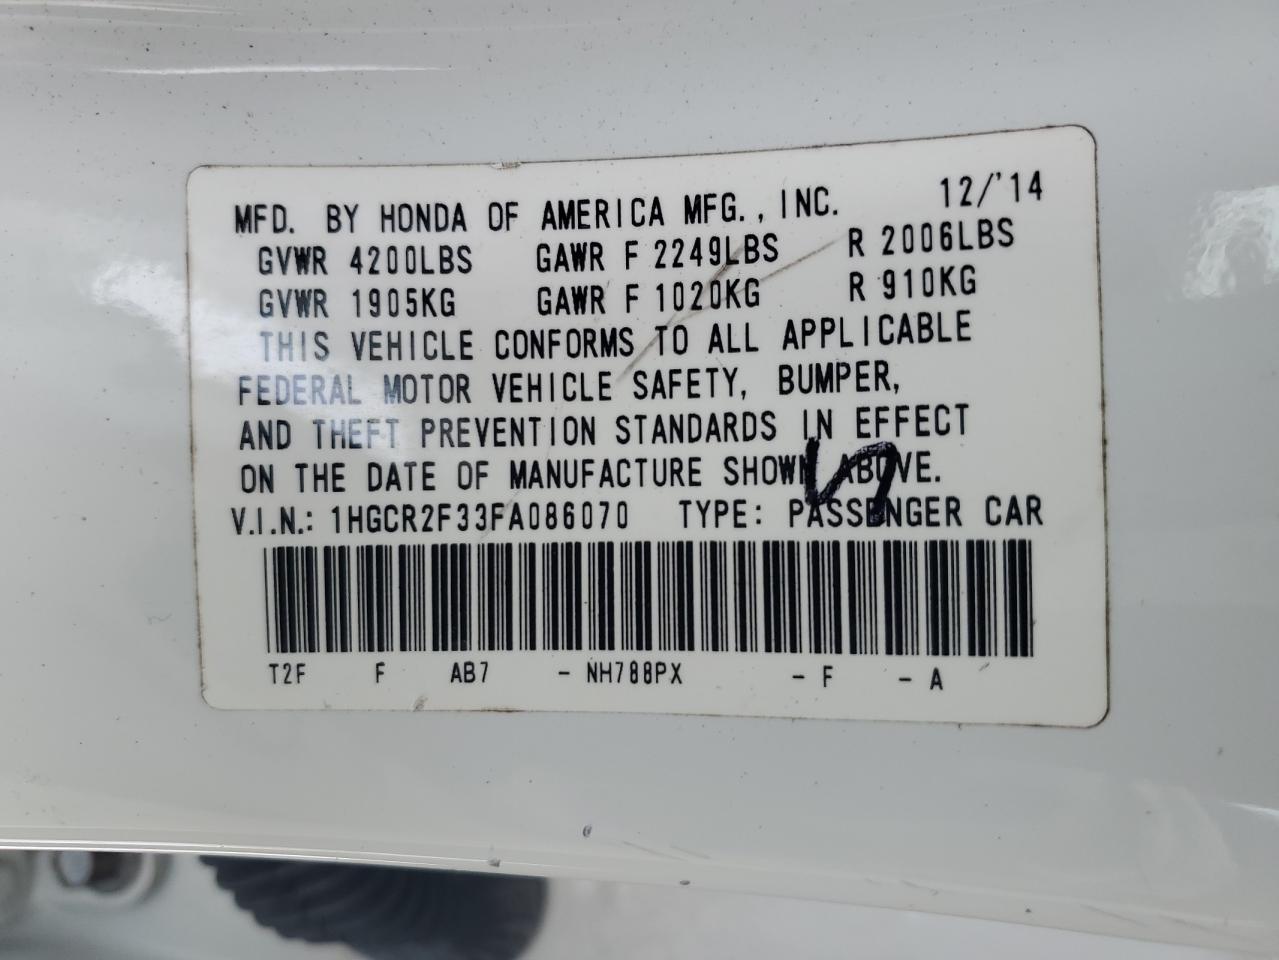 MFD. BY HONDA OF AMERICA MFG., INC. 12/'14
GVWR 4200LBS GAWR F 2249LBS R 2006LBS
GVWR 1905KG GAWR F 1020KG R 910KG
THIS VEHICLE CONFORMS TO ALL APPLICABLE
FEDERAL MOTOR VEHICLE SAFETY, BUMPER,
AND THEFT PREVENTION STANDARDS IN EFFECT
ON THE DATE OF MANUFACTURE SHOWN ABOVE.
V.I.N.: 1HGCR2F33FA086070 TYPE: PASSENGER CAR
T2F F AB7 - NH788PX - F - A